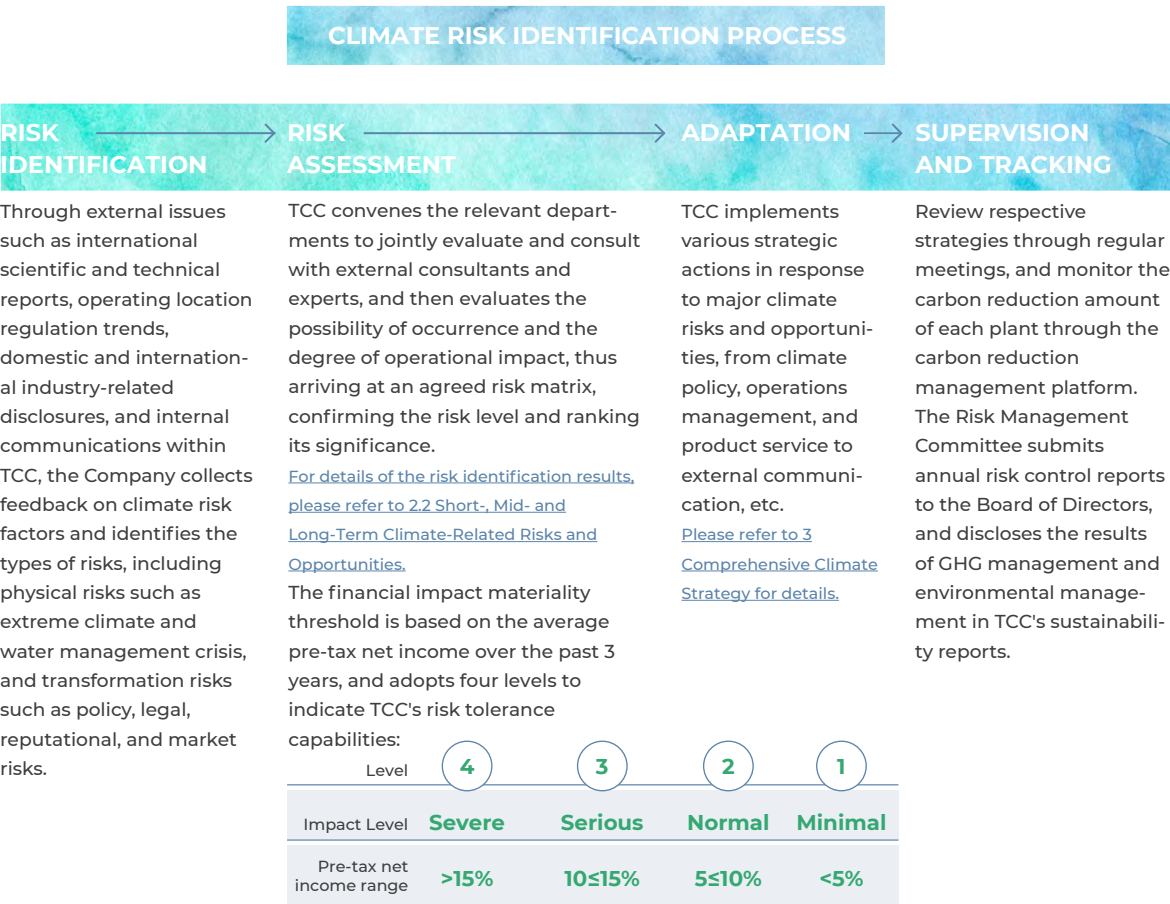 CLIMATE RISK IDENTIFICATION PROCESS
RISK
IDENTIFICATION
Through external issues
such as international
scientific and technical
reports, operating location
regulation trends,
domestic and internation-
al industry-related
disclosures, and internal
communications within
TCC, the Company collects
feedback on climate risk
factors and identifies the
types of risks, including
physical risks such as
extreme climate and
water management crisis,
and transformation risks
such as policy, legal,
reputational, and market
risks.
RISK
ASSESSMENT
TCC convenes the relevant depart-
ments to jointly evaluate and consult
with external consultants and
experts, and then evaluates the
possibility of occurrence and the
degree of operational impact, thus
arriving at an agreed risk matrix,
confirming the risk level and ranking
its significance.
For details of the risk identification results,
please refer to 2.2 Short-, Mid- and
Long-Term Climate-Related Risks and
Opportunities.
The financial impact materiality
threshold is based on the average
pre-tax net income over the past 3
years, and adopts four levels to
indicate TCC's risk tolerance
capabilities:
Level 4 3 2 1
Impact Level Severe Serious Normal Minimal
Pre-tax net
income range >15% 10≤15% 5≤10% <5%
ADAPTATION
TCC implements
various strategic
actions in response
to major climate
risks and opportuni-
ties, from climate
policy, operations
management, and
product service to
external communi-
cation, etc.
Please refer to 3
Comprehensive Climate
Strategy for details.
SUPERVISION
AND TRACKING
Review respective
strategies through regular
meetings, and monitor the
carbon reduction amount
of each plant through the
carbon reduction
management platform.
The Risk Management
Committee submits
annual risk control reports
to the Board of Directors,
and discloses the results
of GHG management and
environmental manage-
ment in TCC's sustainabili-
ty reports.